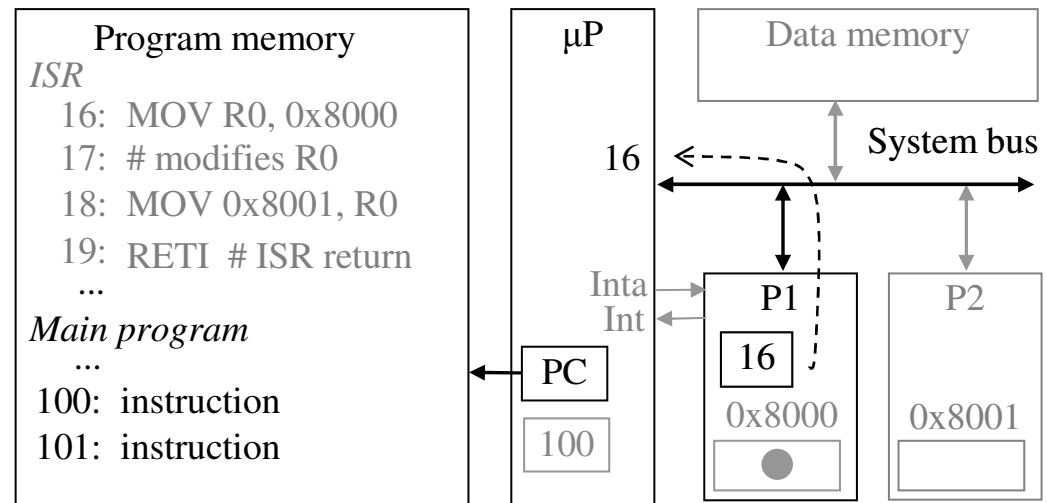 Program memory
ISR
16: MOV R0, 0x8000
17: # modifies R0
18: MOV 0x8001, R0
19: RETI # ISR return
...
Main program
...
100: instruction
101: instruction
μP
16
Inta
Int
PC
100
Data memory
System bus
P1
16
0x8000
P2
0x8001